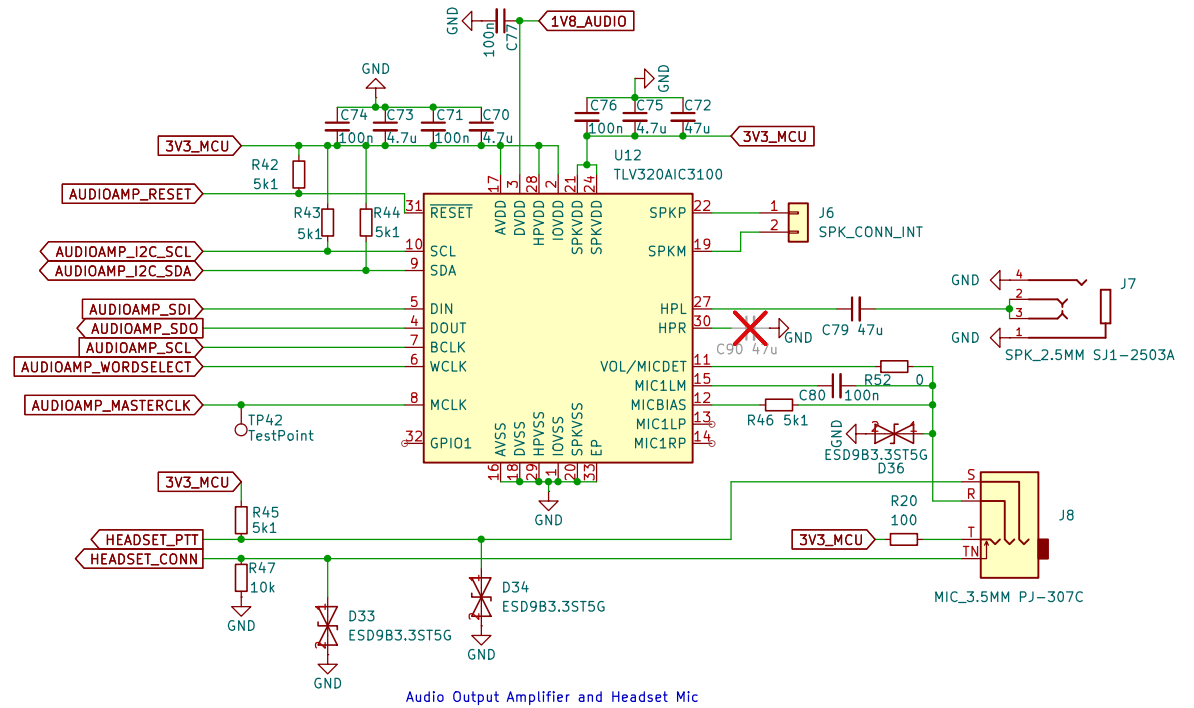 GND
100n
C77
1V8_AUDIO
GND
C74
100n
C73
4.7u
C71
100n
C70
4.7u
GND
C76
100n
C75
4.7u
C72
47u
3V3_MCU
3V3_MCU
R42
5k1
U12
TLV320AIC3100
AUDIOAMP_RESET
R43
5k1
R44
5k1
AUDIOAMP_I2C_SCL
AUDIOAMP_I2C_SDA
AUDIOAMP_SDI
AUDIOAMP_SDO
AUDIOAMP_SCL
AUDIOAMP_WORDSELECT
AUDIOAMP_MASTERCLK
TP42
TestPoint
17 AVDD
3 DVDD
28 HPVDD
2 IOVDD
21 SPKVDD
24 SPKVDD
31 RESET
10 SCL
9 SDA
5 DIN
4 DOUT
7 BCLK
6 WCLK
8 MCLK
32 GPIO1
SPKP 22
SPKM 19
HPL 27
HPR 30
VOL/MICDET 11
MIC1LM 15
MICBIAS 12
MIC1LP 13
MIC1RP 14
AVSS 16
DVSS 18
HPVSS 29
IOVSS 1
SPKVSS 20
EP 33
GND
1
2
J6
SPK_CONN_INT
GND
4
2
3
1
GND
J7
SPK_2.5MM SJ1-2503A
C79 47u
C90 47u
GND
R52 0
C80 100n
R46 5k1
GND
2
1
ESD9B3.3ST5G
D36
3V3_MCU
R45
5k1
HEADSET_PTT
HEADSET_CONN
R47
10k
GND
D33
ESD9B3.3ST5G
2
1
GND
D34
ESD9B3.3ST5G
2
1
GND
3V3_MCU
R20
100
S
R
T
TN
J8
MIC_3.5MM PJ-307C
Audio Output Amplifier and Headset Mic